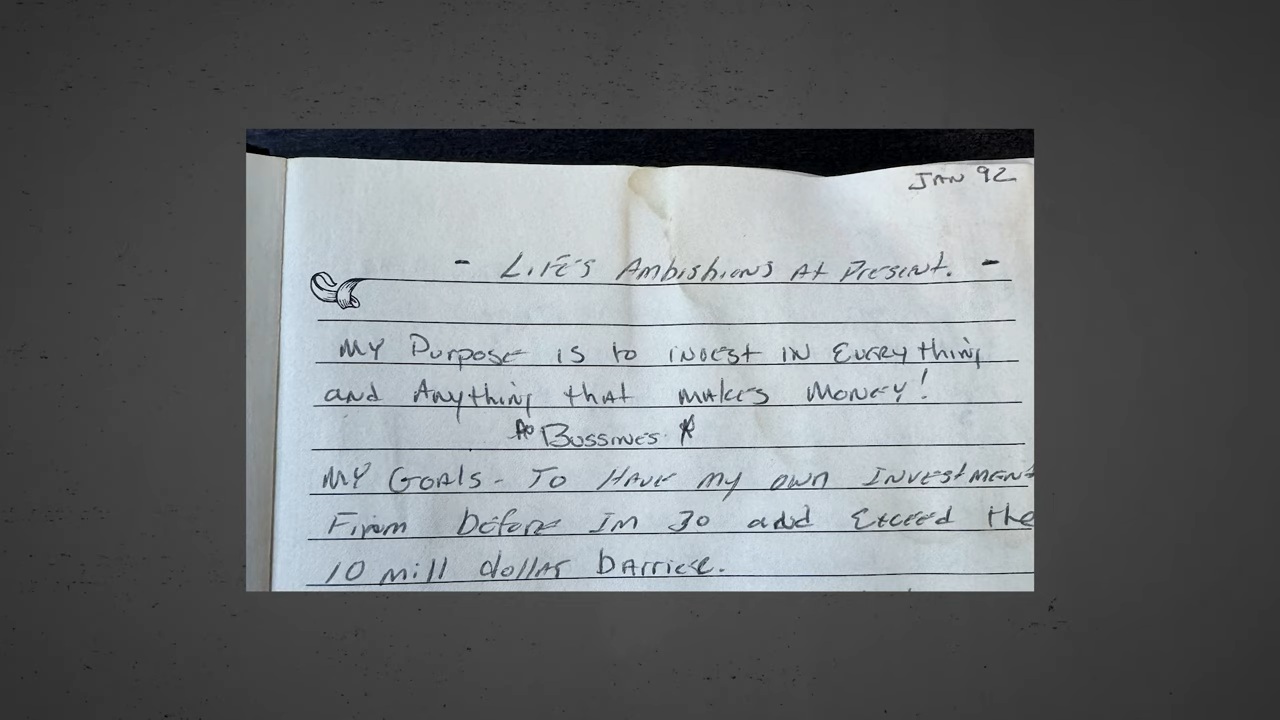 JAN 92
- LIFE'S AMBISHIONS AT PRESENT. -
MY Purpose is to invest in Everything
and Anything that makes Money!
Bussines
MY GOALS - TO HAVE my own INVESTMENT
Firom before Im 30 and Exceed the
10 mill dollar barrier.